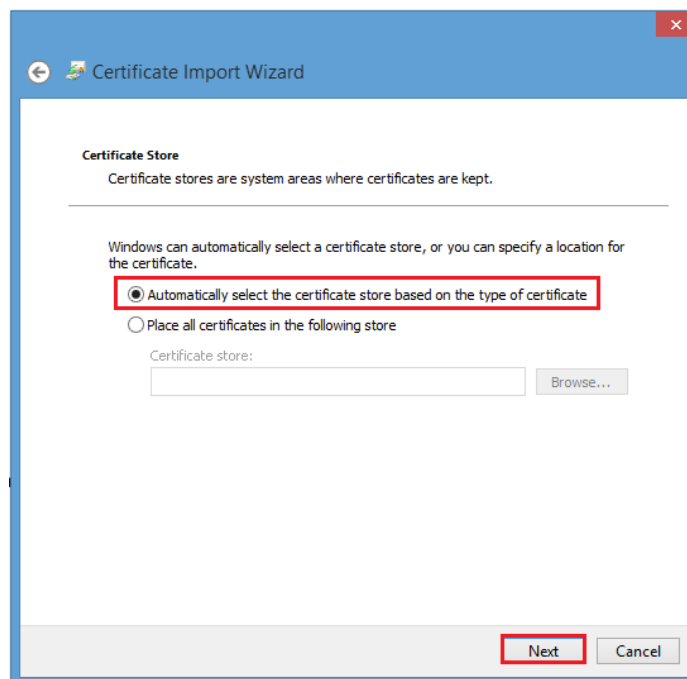 Certificate Import Wizard
Certificate Store
Certificate stores are system areas where certificates are kept.
Windows can automatically select a certificate store, or you can specify a location for
the certificate.
Automatically select the certificate store based on the type of certificate
Place all certificates in the following store
Certificate store:
Browse...
Next Cancel